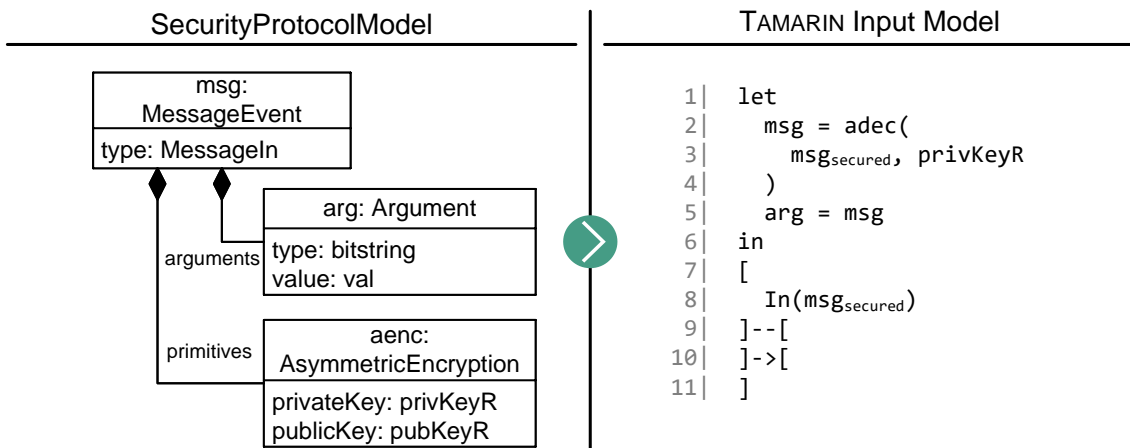 SecurityProtocolModel
msg:
MessageEvent
type: MessageIn
arguments
arg: Argument
type: bitstring
value: val
primitives
aenc:
AsymmetricEncryption
privateKey: privKeyR
publicKey: pubKeyR
TAMARIN Input Model
1| let
2| msg = adec(
3| msgsecured, privKeyR
4| )
5| arg = msg
6| in
7| [
8| In(msgsecured)
9| ]--[
10| ]->[
11| ]